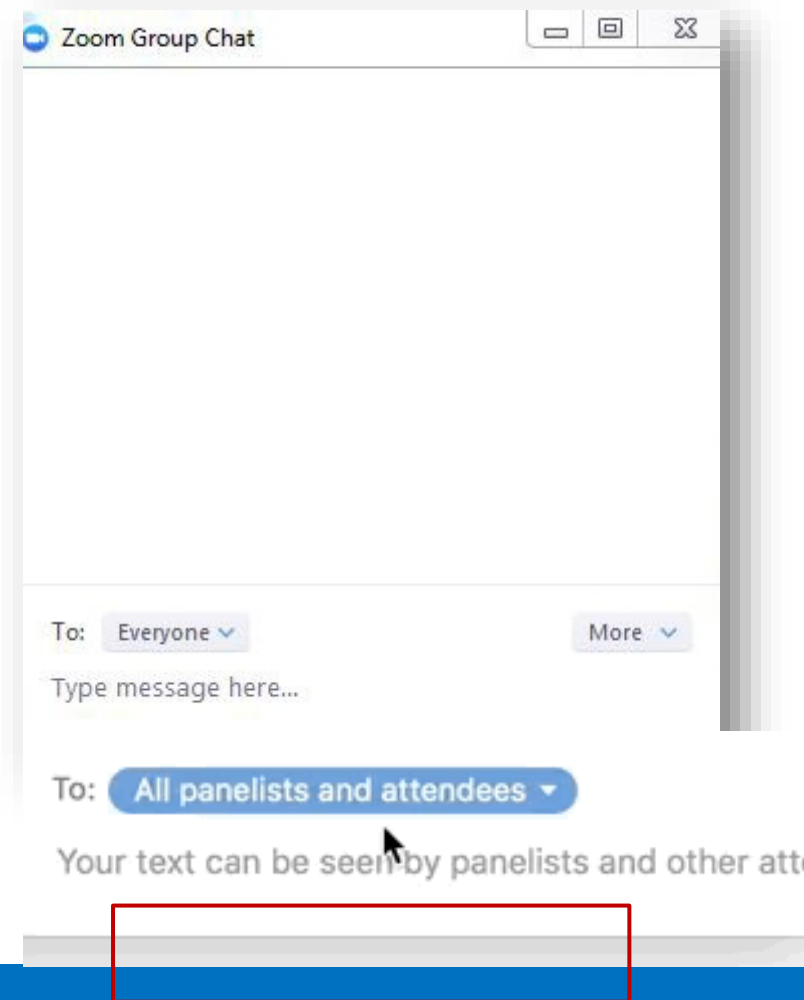 Zoom Group Chat
To: Everyone More
Type message here...
To: All panelists and attendees
Your text can be seen by panelists and other